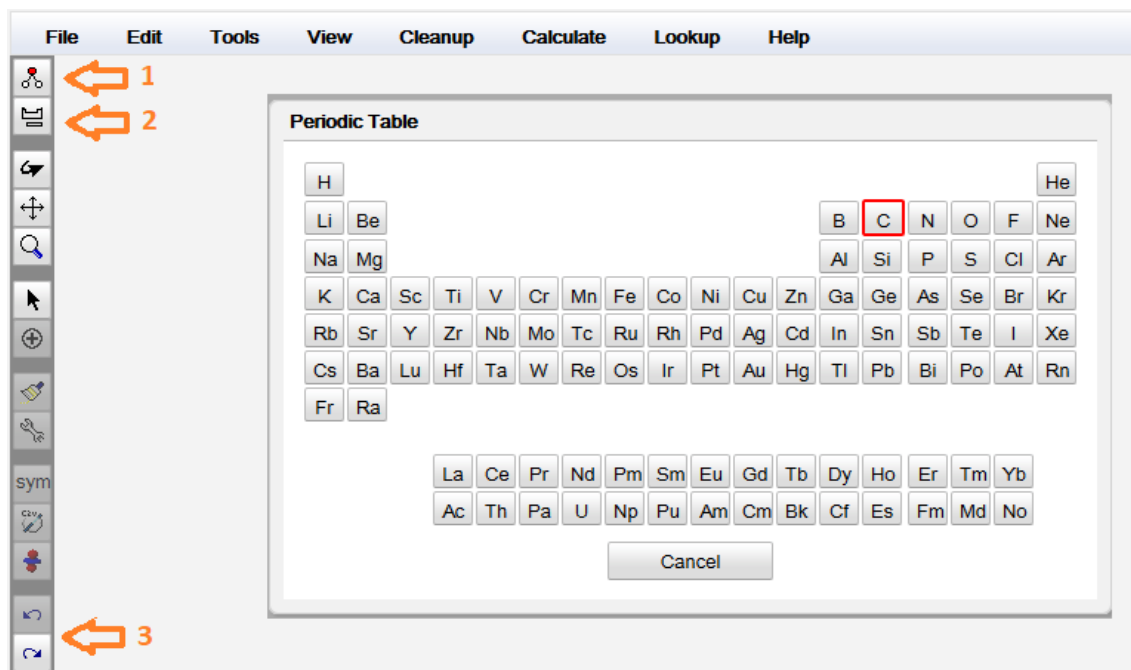 File Edit Tools View Cleanup Calculate Lookup Help
1
2
Periodic Table
H He
Li Be B C N O F Ne
Na Mg Al Si P S Cl Ar
K Ca Sc Ti V Cr Mn Fe Co Ni Cu Zn Ga Ge As Se Br Kr
Rb Sr Y Zr Nb Mo Tc Ru Rh Pd Ag Cd In Sn Sb Te I Xe
Cs Ba Lu Hf Ta W Re Os Ir Pt Au Hg Tl Pb Bi Po At Rn
Fr Ra
sym
La Ce Pr Nd Pm Sm Eu Gd Tb Dy Ho Er Tm Yb
C2v
Ac Th Pa U Np Pu Am Cm Bk Cf Es Fm Md No
Cancel
3